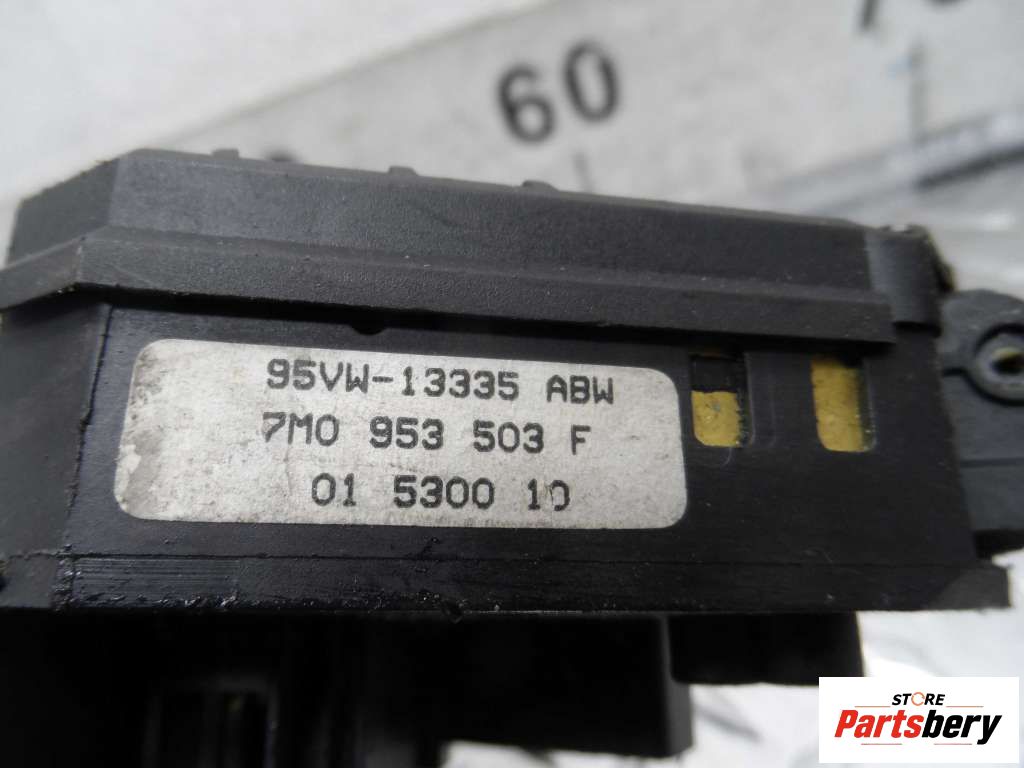 60
95VW-13335 ABW
7M0 953 503 F
01 5300 10
STORE
Partsbery